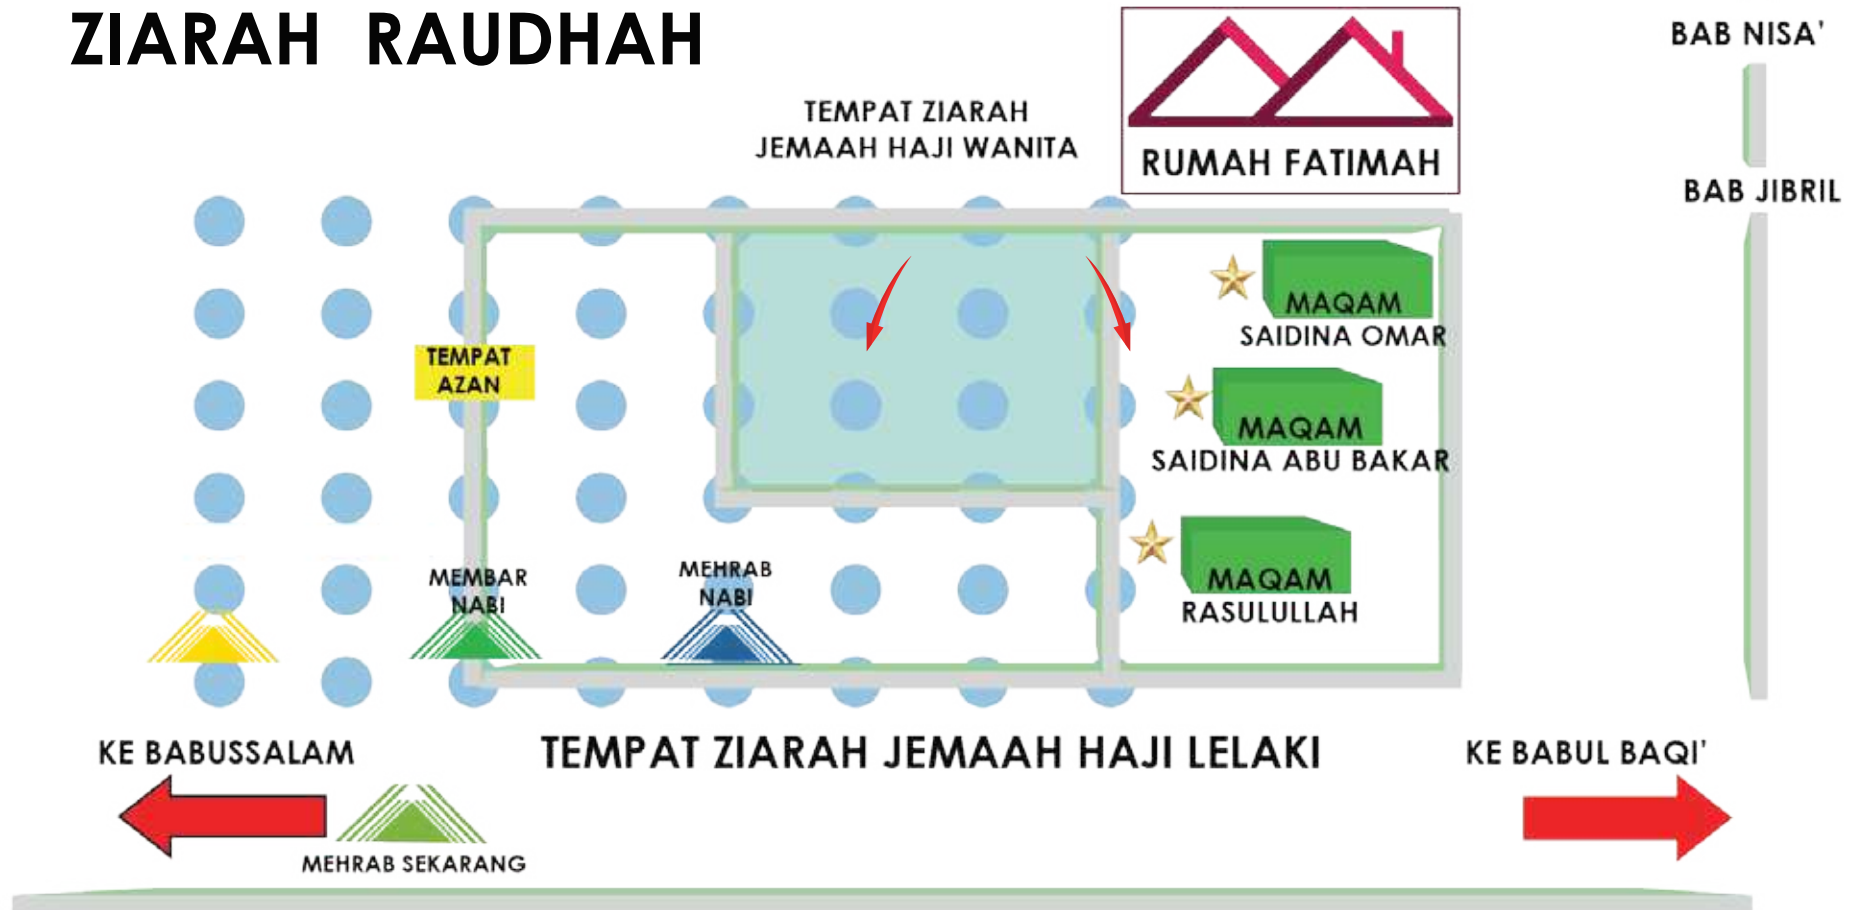 ZIARAH RAUDHAH
BAB NISA'
TEMPAT ZIARAH
JEMAAH HAJI WANITA
RUMAH FATIMAH
BAB JIBRIL
MAQAM
SAIDINA OMAR
TEMPAT
AZAN
MAQAM
SAIDINA ABU BAKAR
MEMBAR
NABI
MEHRAB
NABI
MAQAM
RASULULLAH
KE BABUSSALAM
TEMPAT ZIARAH JEMAAH HAJI LELAKI
KE BABUL BAQI'
MEHRAB SEKARANG